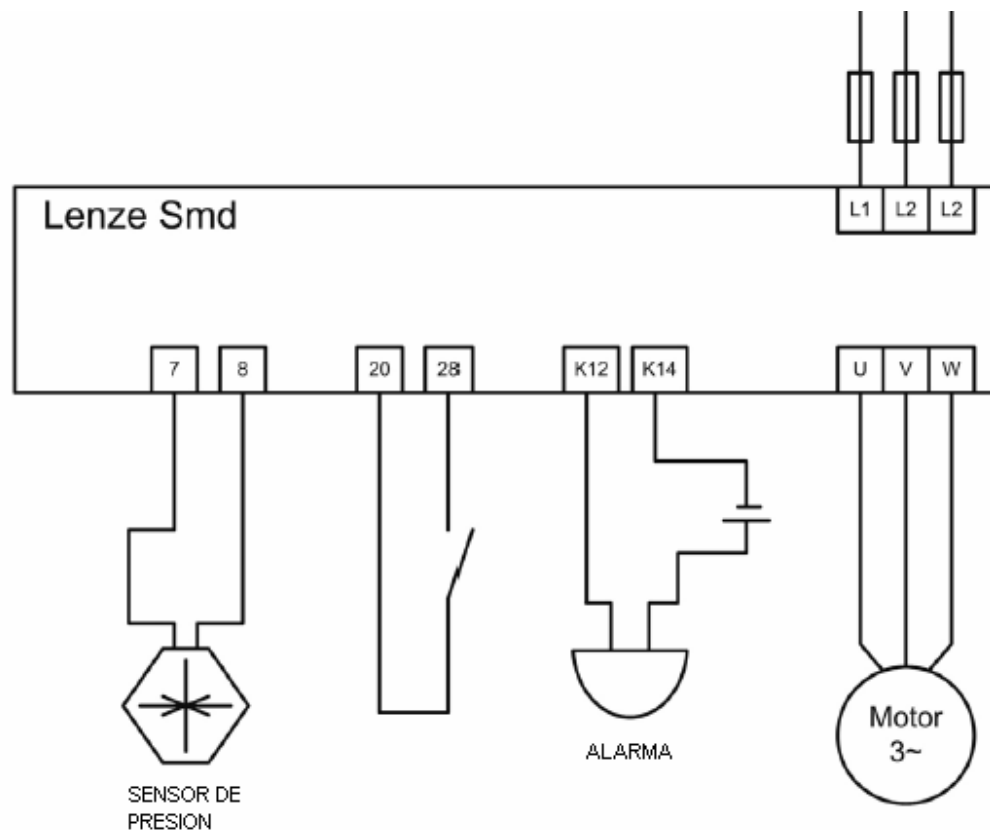 Lenze Smd
L1 L2 L2
7 8 20 28 K12 K14 U V W
Motor
3~
ALARMA
SENSOR DE
PRESION